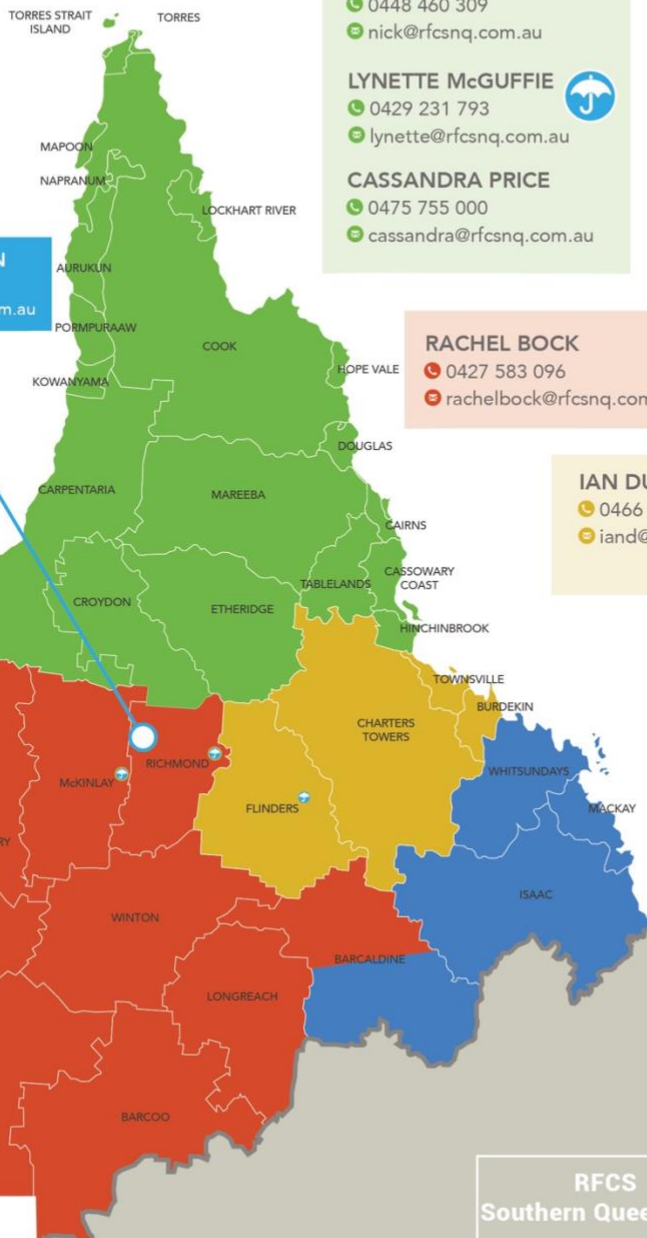 TORRES STRAIT
ISLAND
TORRES
0448 460 309
nick@rfcsnq.com.au
LYNETTE McGUFFIE
0429 231 793
lynette@rfcsnq.com.au
CASSANDRA PRICE
0475 755 000
cassandra@rfcsnq.com.au
MAPOON
NAPRANUM
LOCKHART RIVER
N
m.au
AURUKUN
PORMPURAAW
COOK
KOWANYAMA
HOPE VALE
RACHEL BOCK
0427 583 096
rachelbock@rfcsnq.com
DOUGLAS
CARPENTARIA
MAREEBA
IAN DU
0466
iand@
CAIRNS
CASSOWARY
COAST
TABLELANDS
CROYDON
ETHERIDGE
HINCHINBROOK
TOWNSVILLE
BURDEKIN
CHARTERS
TOWERS
RICHMOND
McKINLAY
WHITSUNDAYS
FLINDERS
MACKAY
RY
ISAAC
WINTON
BARCALDINE
LONGREACH
BARCOO
RFCS
Southern Quee